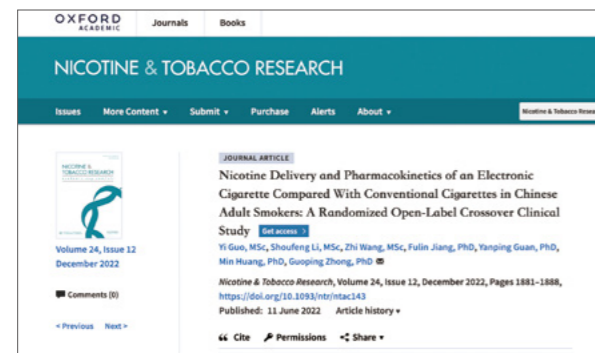 OXFORD
ACADEMIC
Journals
Books
NICOTINE & TOBACCO RESEARCH
Issues
More Content ▾
Submit ▾
Purchase
Alerts
About ▾
Nicotine & Tobacco Resea
NICOTINE &
TOBACCO RESEARCH
Volume 24, Issue 12
December 2022
Comments (0)
< Previous Next >
JOURNAL ARTICLE
Nicotine Delivery and Pharmacokinetics of an Electronic
Cigarette Compared With Conventional Cigarettes in Chinese
Adult Smokers: A Randomized Open-Label Crossover Clinical
Study Get access >
Yi Guo, MSc, Shoufeng Li, MSc, Zhi Wang, MSc, Fulin Jiang, PhD, Yanping Guan, PhD,
Min Huang, PhD, Guoping Zhong, PhD
Nicotine & Tobacco Research, Volume 24, Issue 12, December 2022, Pages 1881–1888,
https://doi.org/10.1093/ntr/ntac143
Published: 11 June 2022 Article history ▾
Cite Permissions Share ▾